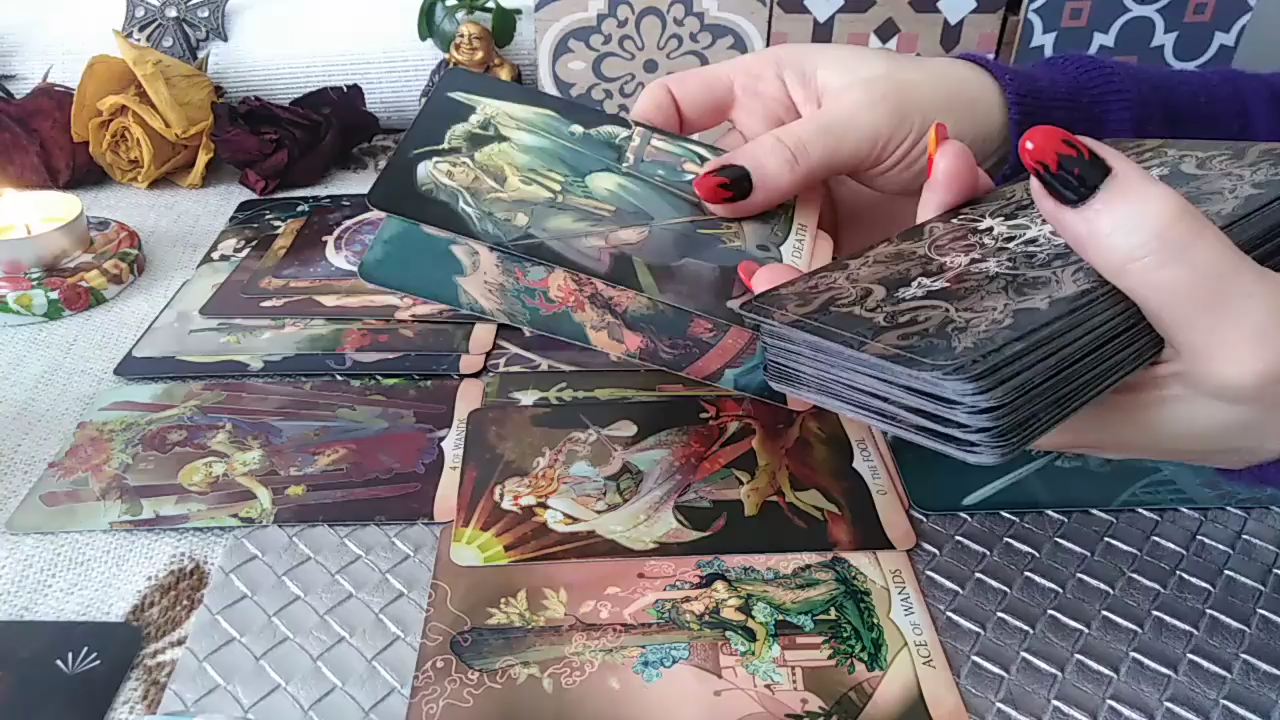 DEATH
4 OF WANDS
0 THE FOOL
ACE OF WANDS